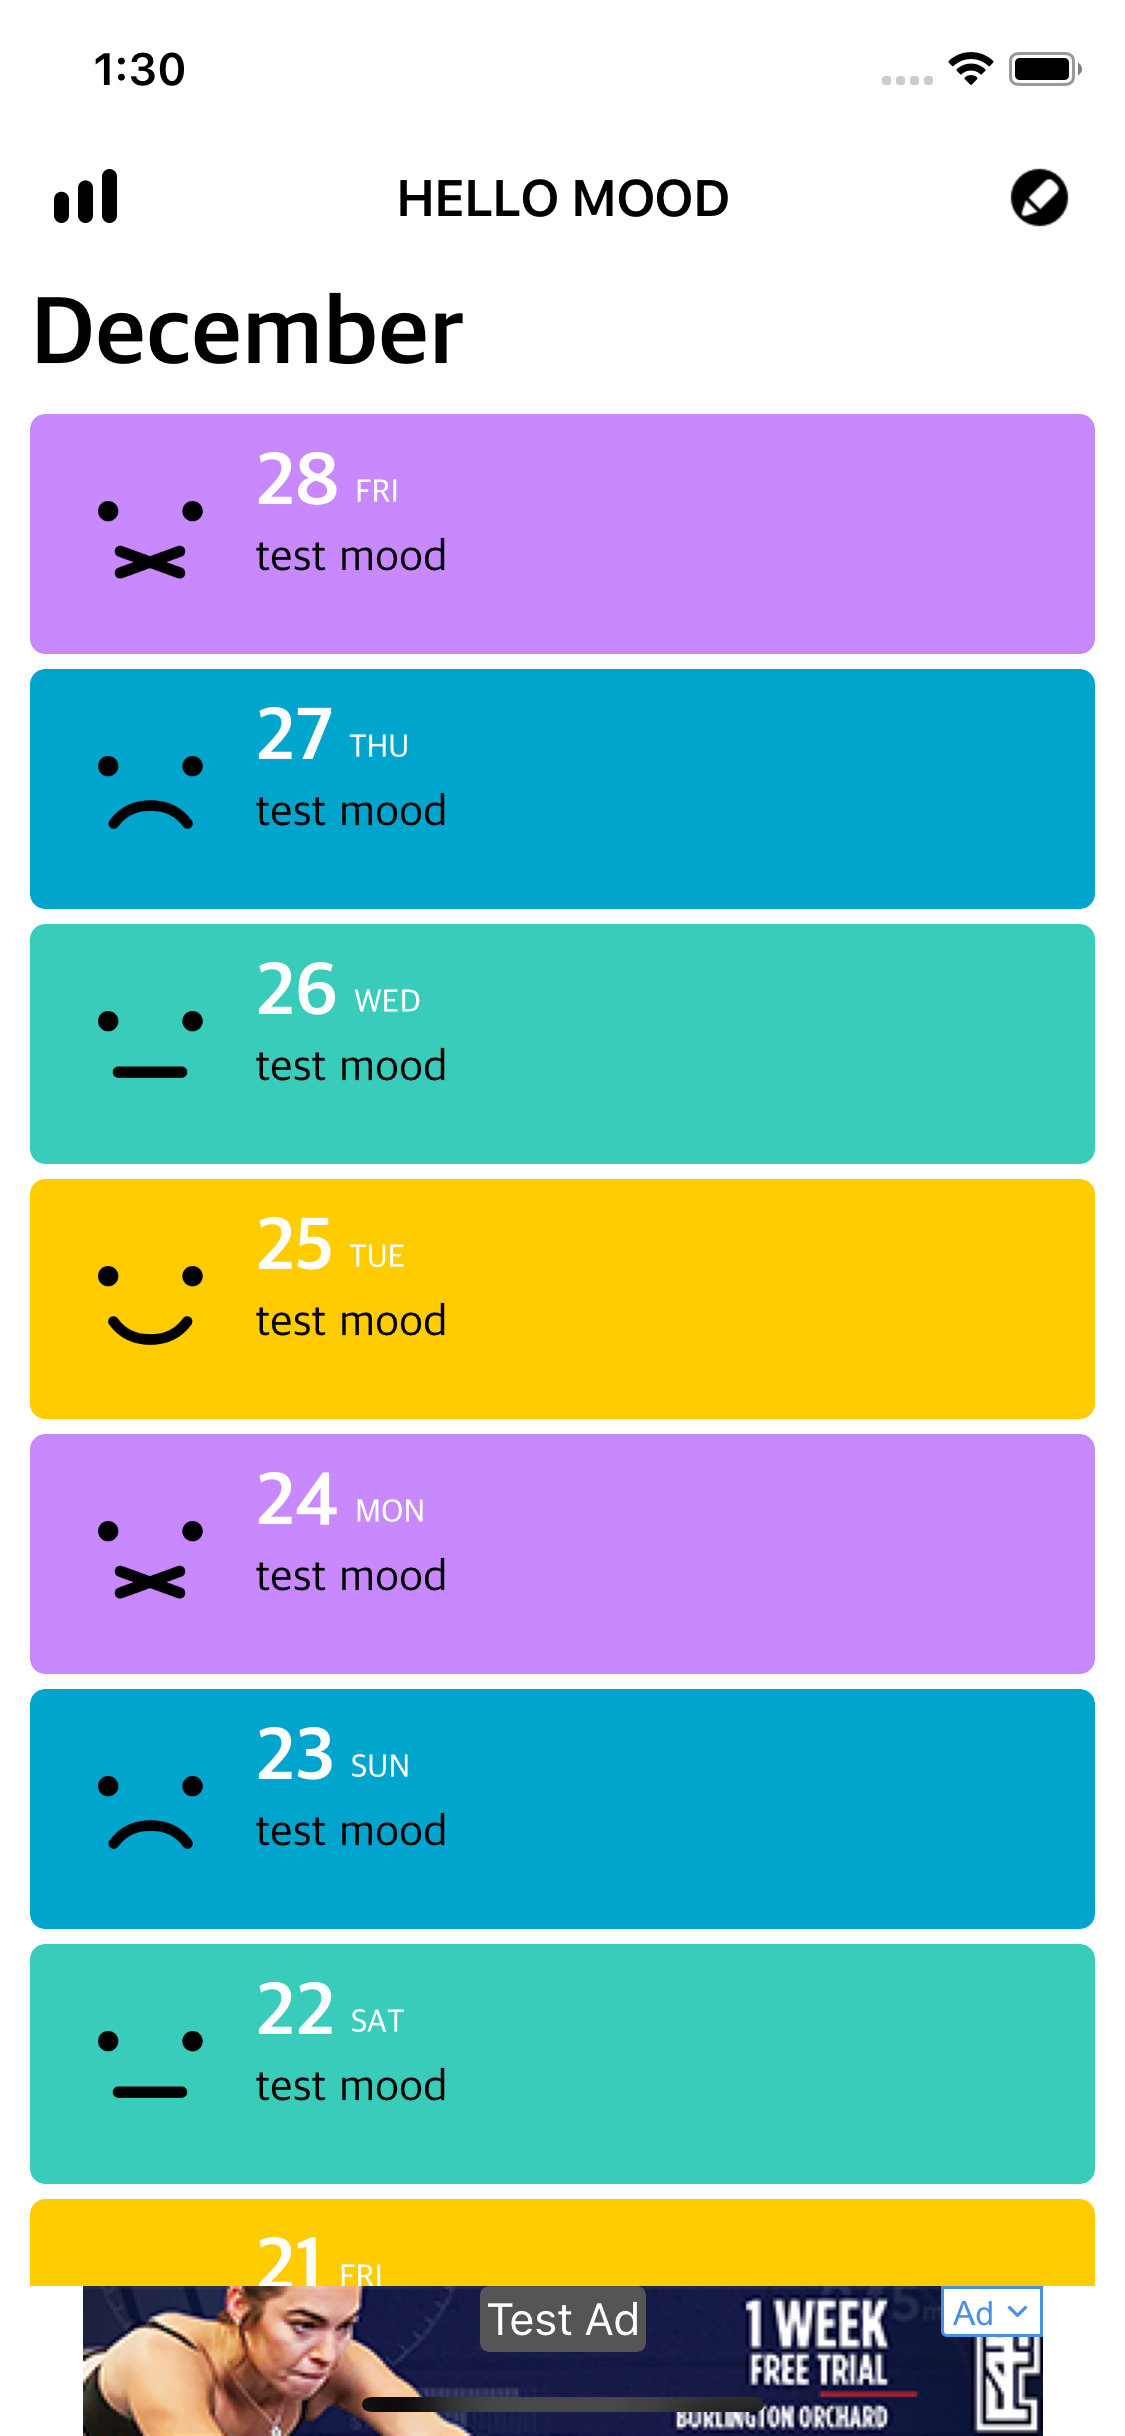 1:30
HELLO MOOD
December
28 FRI
test mood
27 THU
test mood
26 WED
test mood
25 TUE
test mood
24 MON
test mood
23 SUN
test mood
22 SAT
test mood
21 FRI
Test Ad
Ad
1 WEEK
FREE TRIAL
BURLINGTON ORCHARD